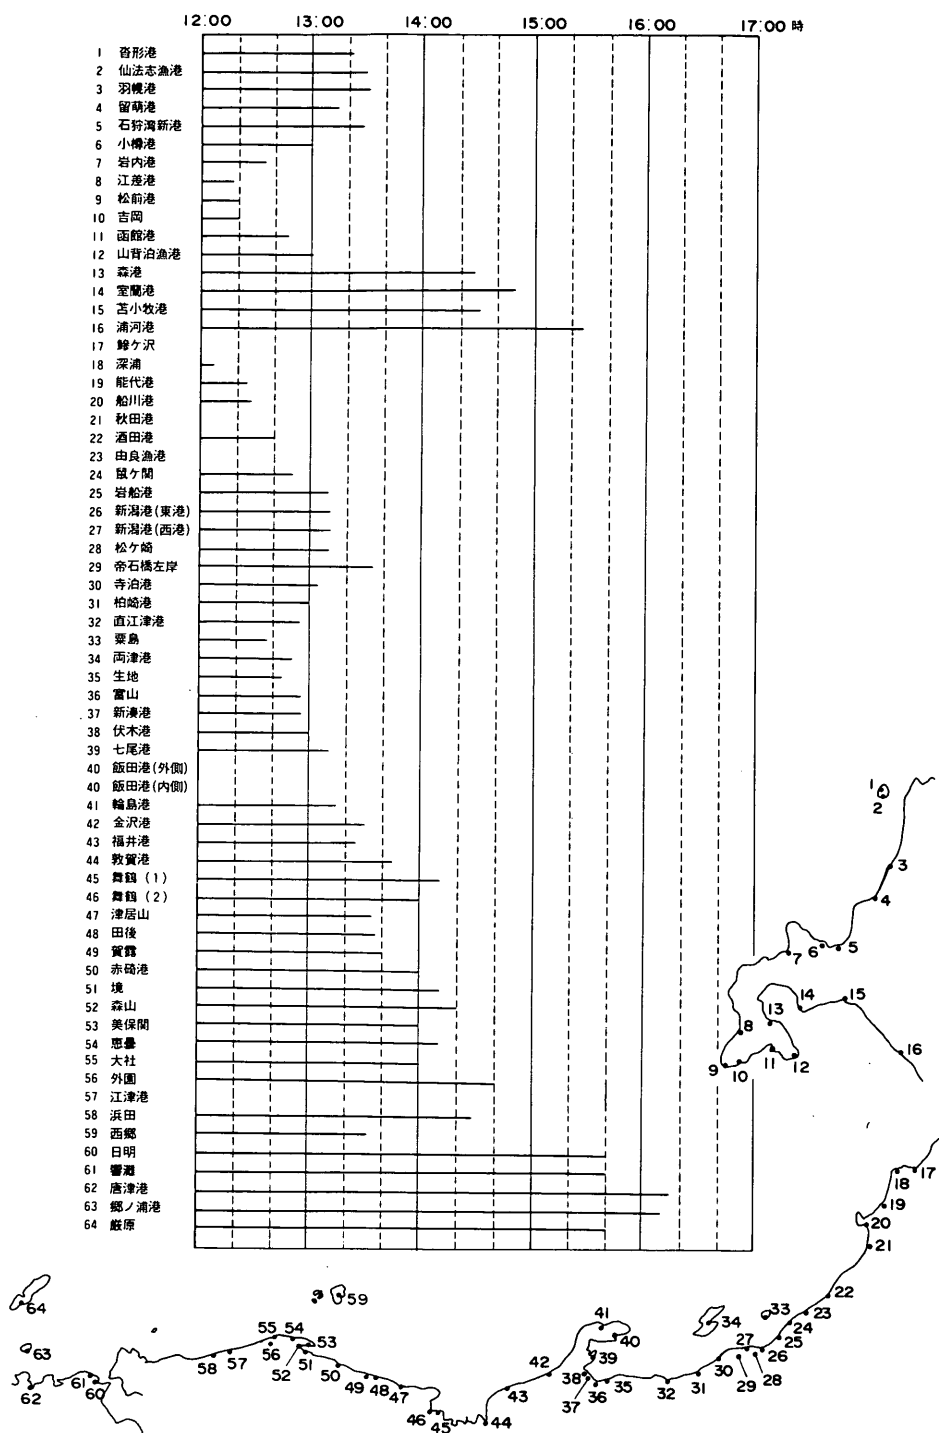 12:00 13:00 14:00 15:00 16:00 17:00 時
1 沓形港
2 仙法志漁港
3 羽幌港
4 留萌港
5 石狩湾新港
6 小樽港
7 岩内港
8 江差港
9 松前港
10 吉岡
11 函館港
12 山背泊漁港
13 森港
14 室蘭港
15 苫小牧港
16 浦河港
17 鰺ケ沢
18 深浦
19 能代港
20 船川港
21 秋田港
22 酒田港
23 由良漁港
24 鼠ケ関
25 岩船港
26 新潟港(東港)
27 新潟港(西港)
28 松ケ崎
29 帝石橋左岸
30 寺泊港
31 柏崎港
32 直江津港
33 粟島
34 両津港
35 生地
36 富山
37 新湊港
38 伏木港
39 七尾港
40 飯田港(外側)
40 飯田港(内側)
41 輪島港
42 金沢港
43 福井港
44 敦賀港
45 舞鶴 (1)
46 舞鶴 (2)
47 津居山
48 田後
49 賀露
50 赤碕港
51 境
52 森山
53 美保関
54 恵曇
55 大社
56 外園
57 江津港
58 浜田
59 西郷
60 日明
61 響灘
62 唐津港
63 郷ノ浦港
64 厳原
1
2
3
4
5
6
7
8
9
10
11
12
13
14
15
16
17
18
19
20
21
22
23
24
25
26
27
28
29
30
31
32
33
34
35
37
38
39
40
41
42
43
44
45
46
47
48
49
50
51
52
53
54
55
56
57
58
59
60
61
62
63
64